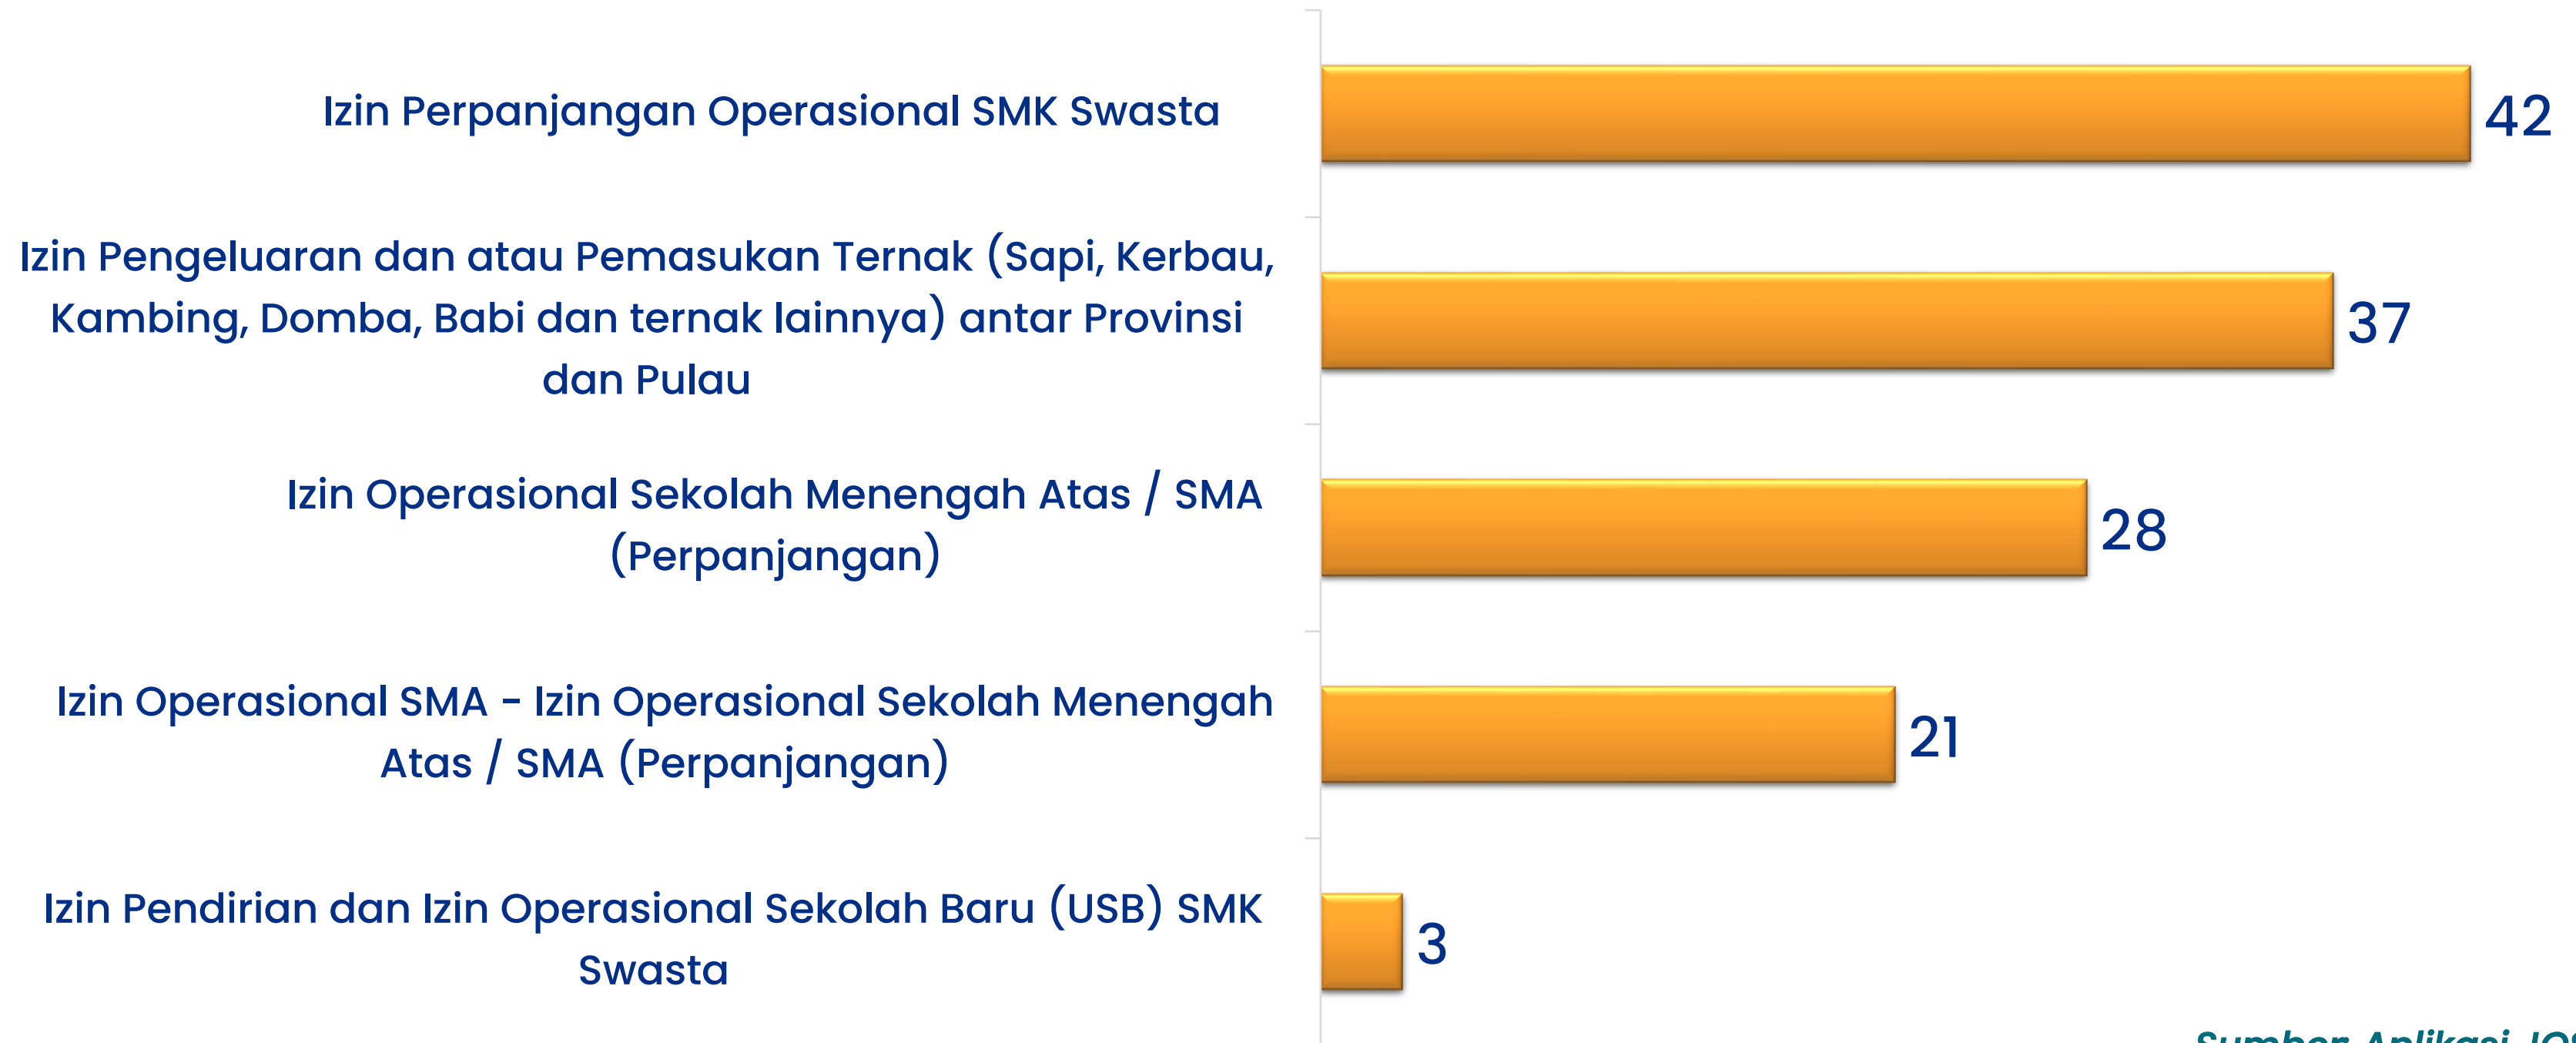 Izin Perpanjangan Operasional SMK Swasta
42
Izin Pengeluaran dan atau Pemasukan Ternak (Sapi, Kerbau,
Kambing, Domba, Babi dan ternak lainnya) antar Provinsi
dan Pulau
37
Izin Operasional Sekolah Menengah Atas / SMA
(Perpanjangan)
28
Izin Operasional SMA - Izin Operasional Sekolah Menengah
Atas / SMA (Perpanjangan)
21
Izin Pendirian dan Izin Operasional Sekolah Baru (USB) SMK
Swasta
3
Sumber: Aplikasi